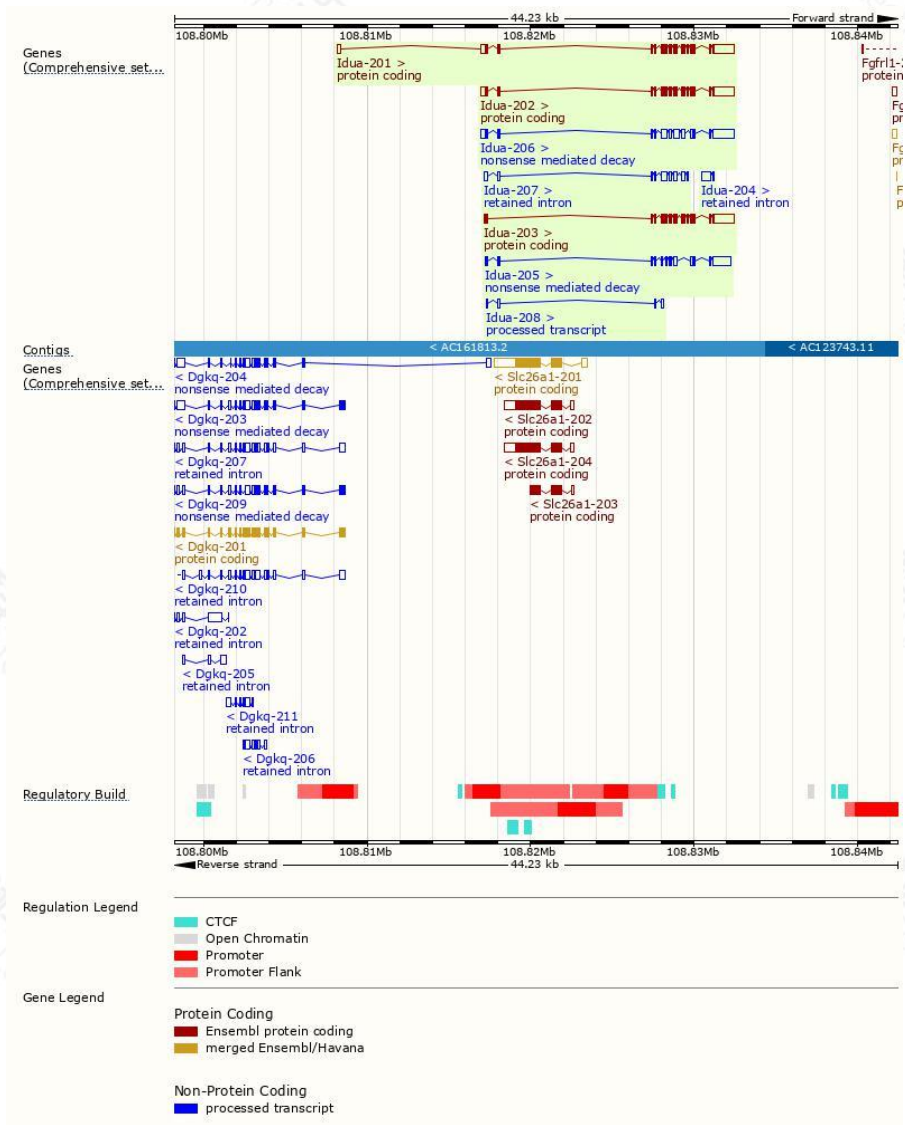 44.23 kb
Forward strand
108.80Mb 108.81Mb 108.82Mb 108.83Mb 108.84Mb
Genes
(Comprehensive set...
Idua-201 >
protein coding
Fgfrl1-2
protein
Idua-202 >
protein coding
Fg
pr
Idua-206 >
nonsense mediated decay
Fg
pr
Idua-207 >
retained intron
Idua-204 >
retained intron
F
p
Idua-203 >
protein coding
Idua-205 >
nonsense mediated decay
Idua-208 >
processed transcript
Contigs
< AC161813.2
< AC123743.11
Genes
(Comprehensive set...
< Dgkq-204
nonsense mediated decay
< Slc26a1-201
protein coding
< Dgkq-203
nonsense mediated decay
< Slc26a1-202
protein coding
< Dgkq-207
retained intron
< Slc26a1-204
protein coding
< Dgkq-209
nonsense mediated decay
< Slc26a1-203
protein coding
< Dgkq-201
protein coding
< Dgkq-210
retained intron
< Dgkq-202
retained intron
< Dgkq-205
retained intron
< Dgkq-211
retained intron
< Dgkq-206
retained intron
Regulatory Build
108.80Mb 108.81Mb 108.82Mb 108.83Mb 108.84Mb
Reverse strand
44.23 kb
Regulation Legend
CTCF
Open Chromatin
Promoter
Promoter Flank
Gene Legend
Protein Coding
Ensembl protein coding
merged Ensembl/Havana
Non-Protein Coding
processed transcript